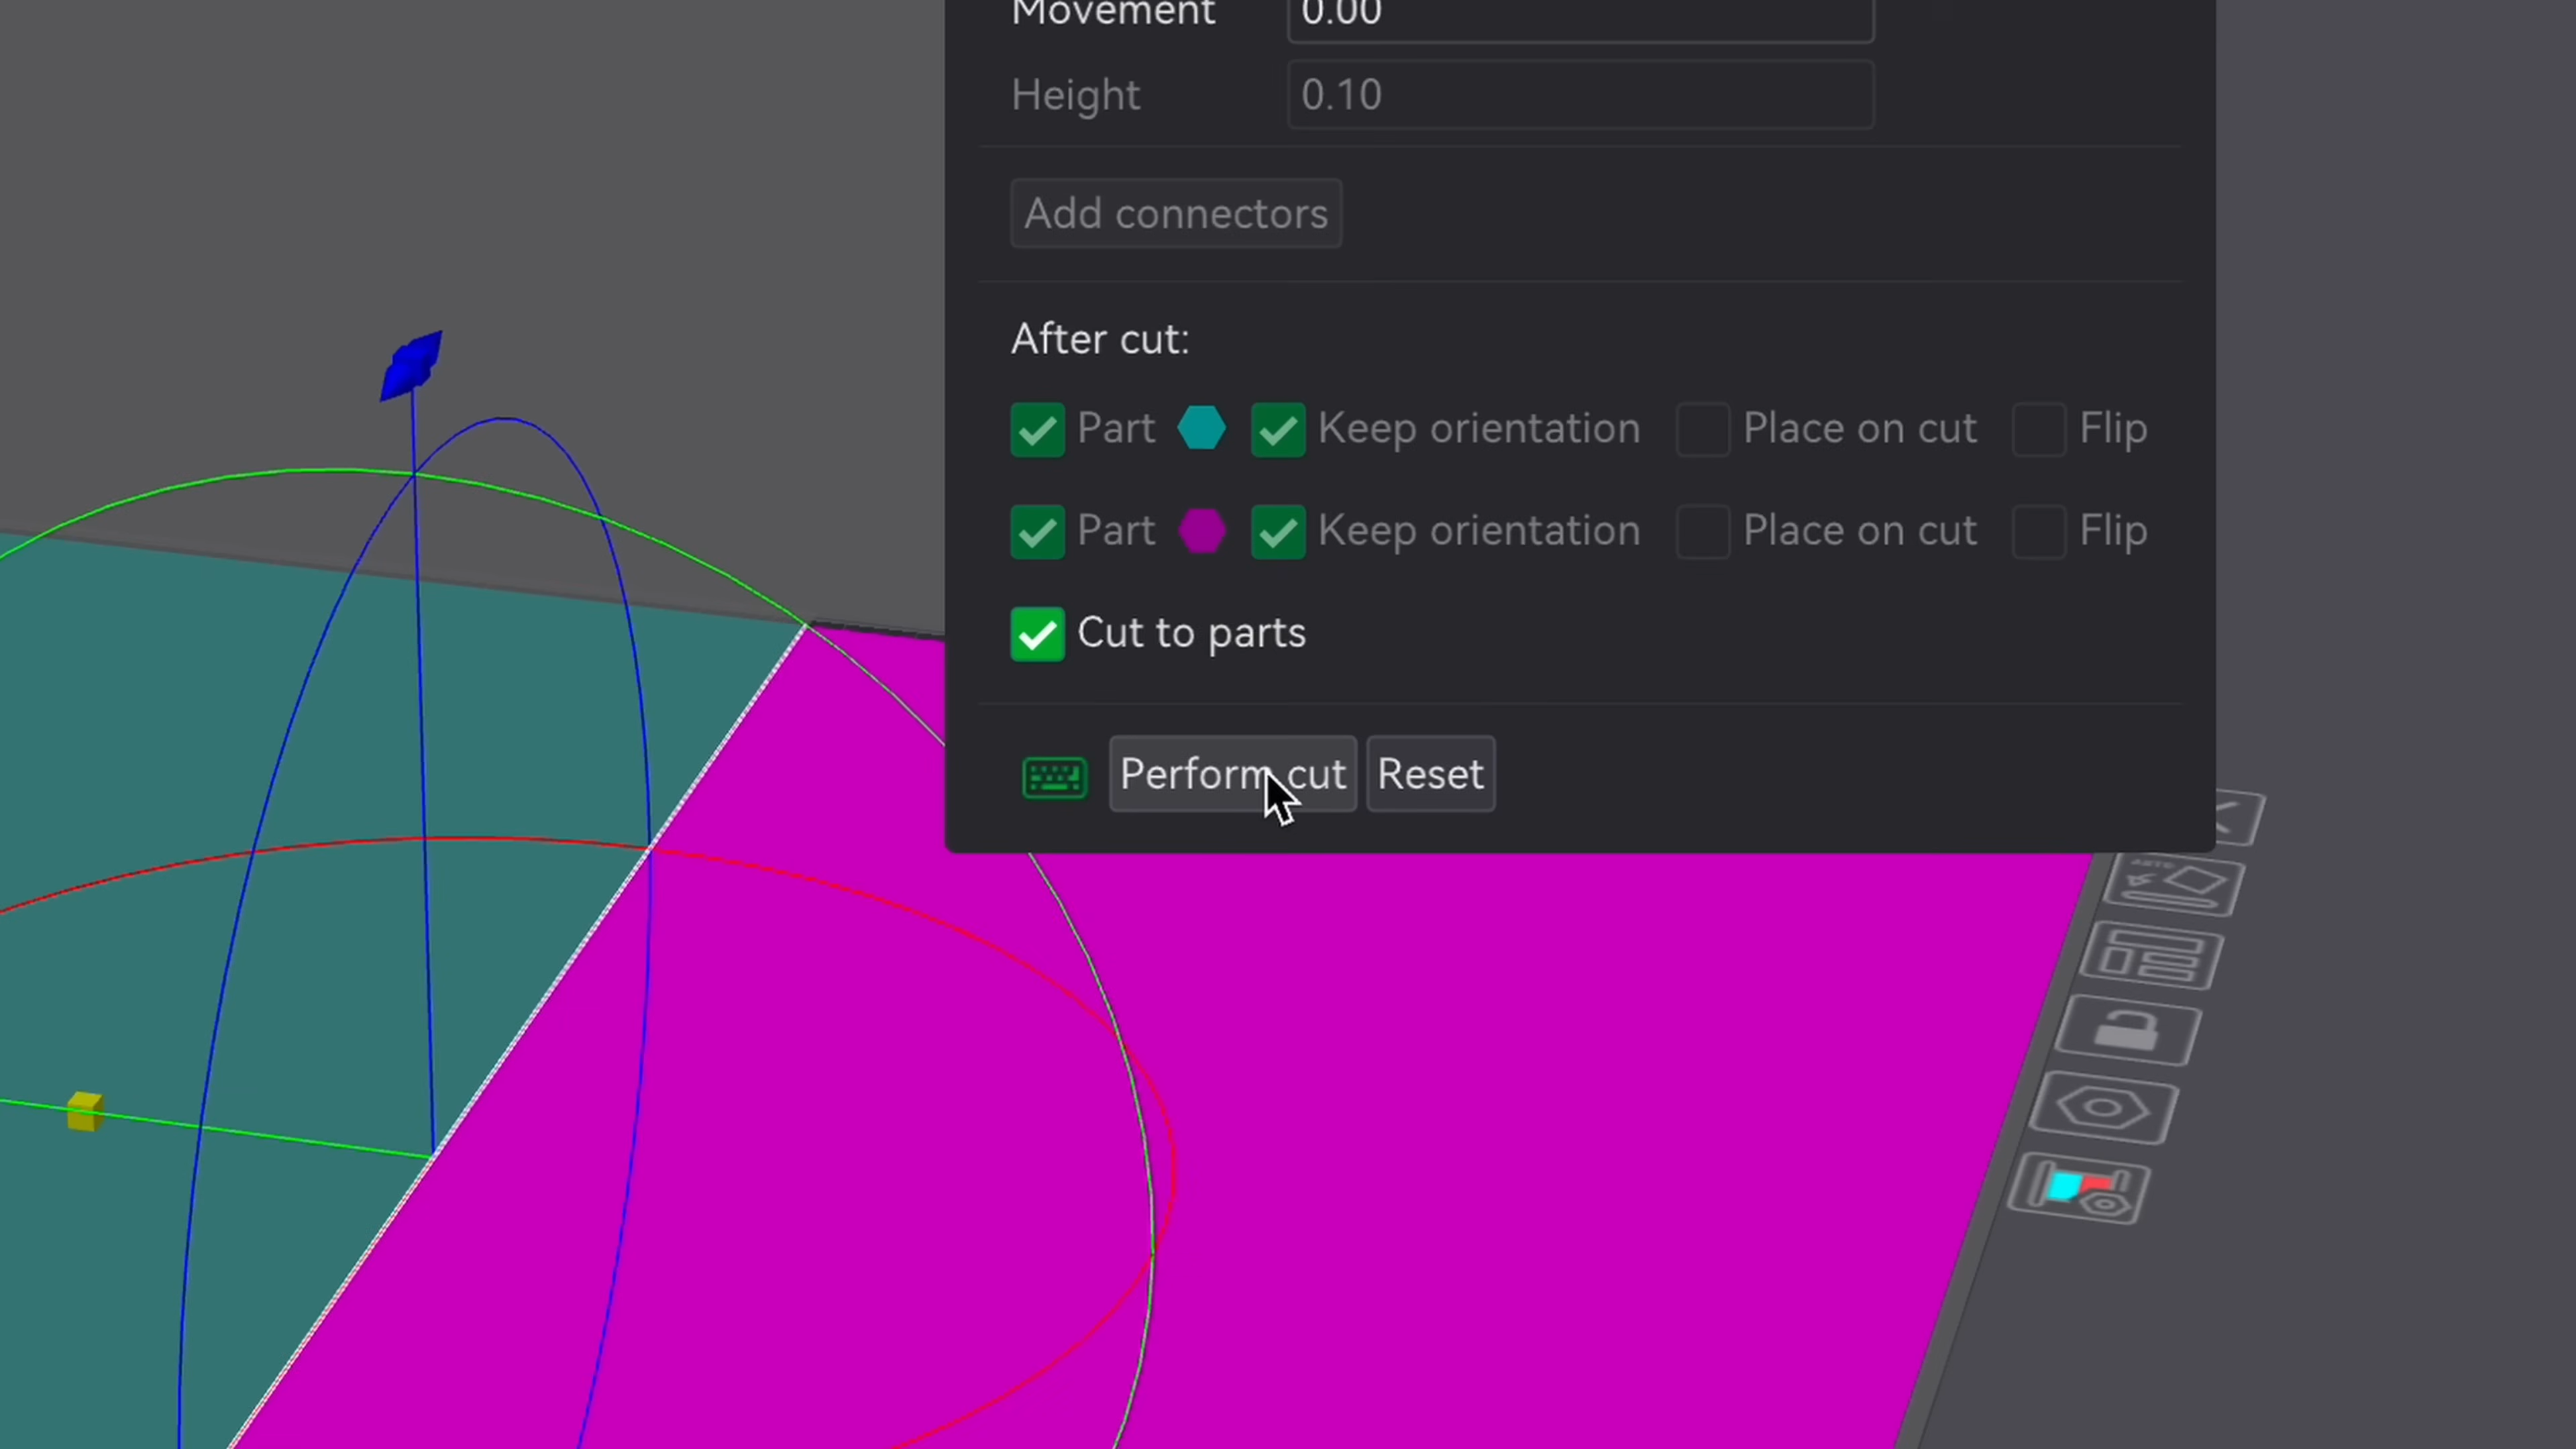 Movement 0.00
Height 0.10
Add connectors
After cut:
Part Keep orientation Place on cut Flip
Part Keep orientation Place on cut Flip
Cut to parts
Perform cut Reset